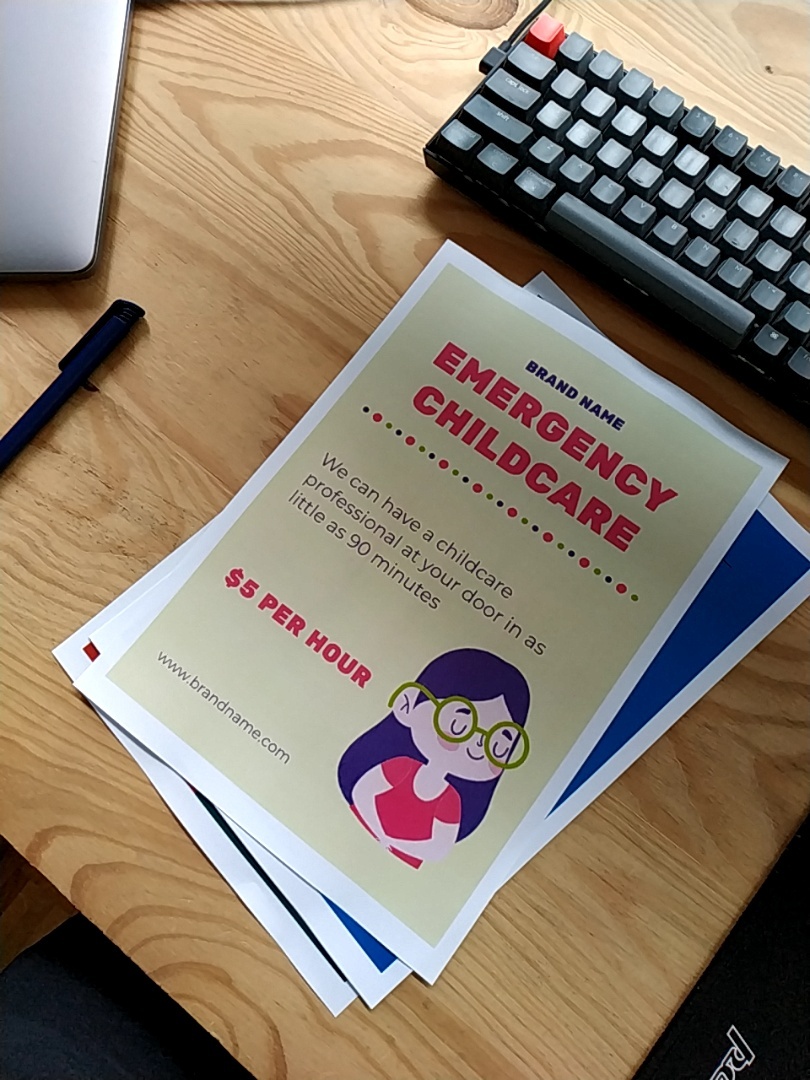 BRAND NAME
EMERGENCY
CHILDCARE
We can have a childcare
professional at your door in as
little as 90 minutes
$5 PER HOUR
www.brandname.com